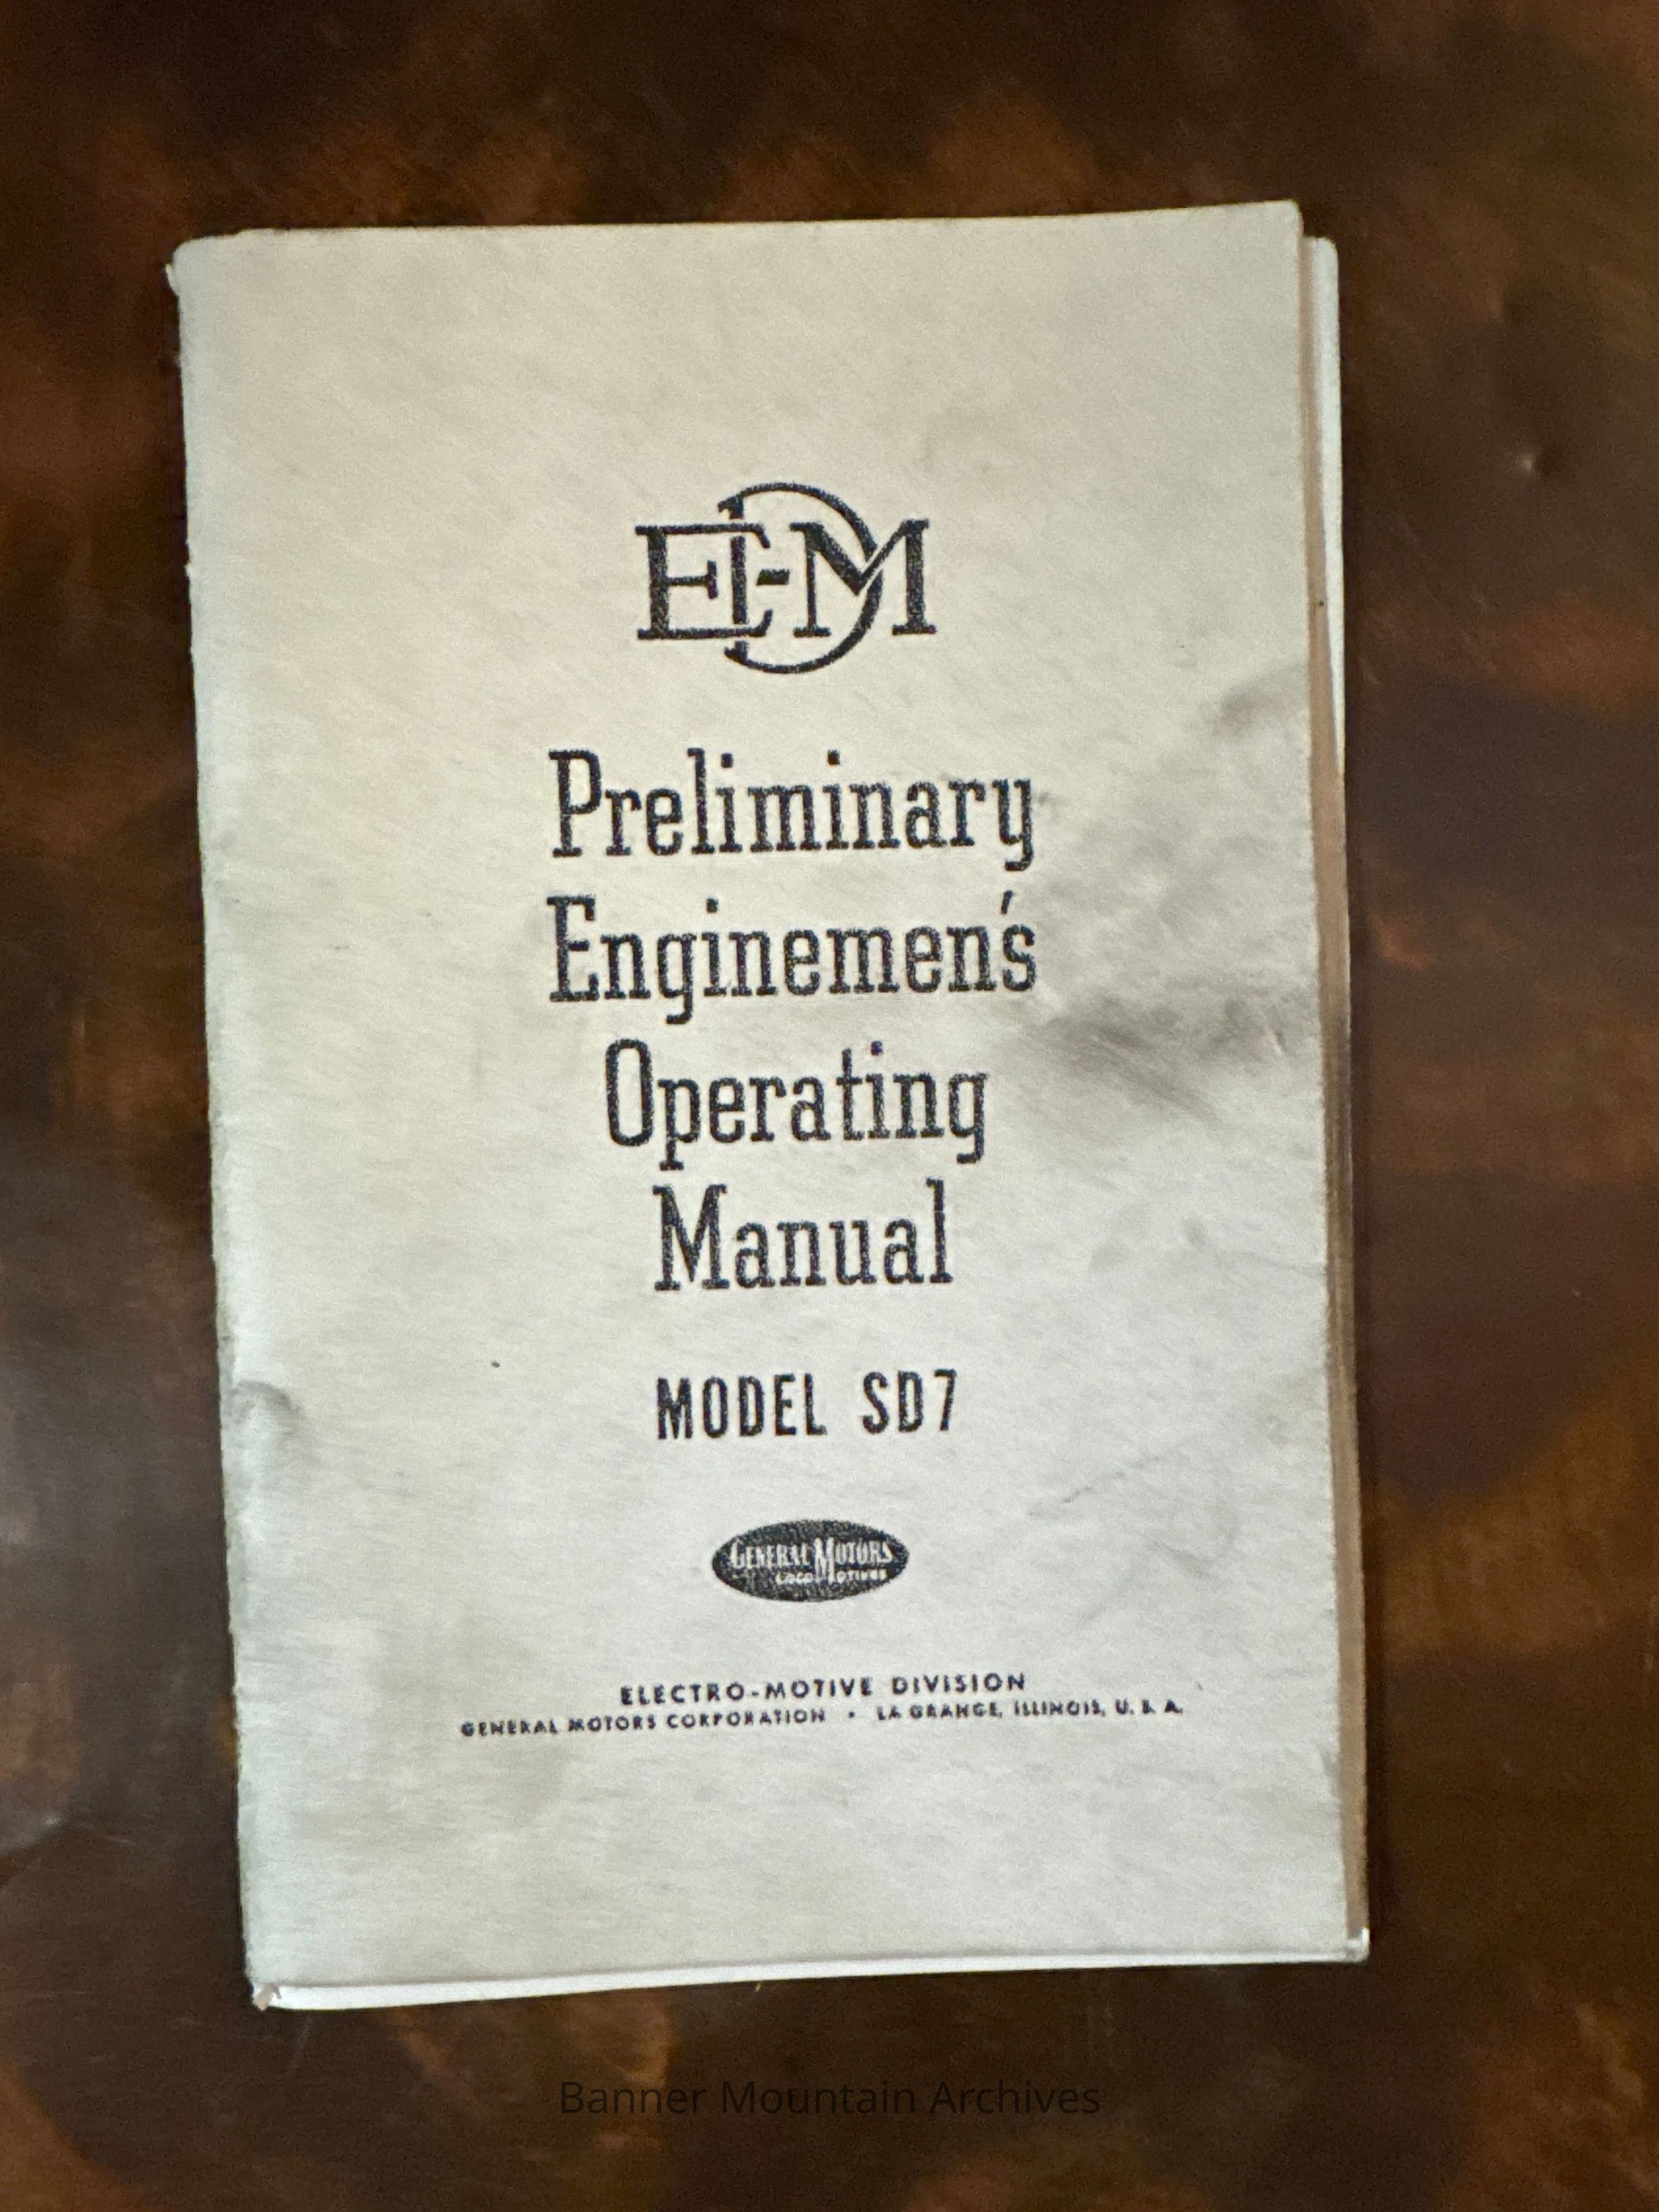 EMD
Preliminary
Enginemen's
Operating
Manual
MODEL SD7
GENERAL MOTORS
LOCOMOTIVES
ELECTRO-MOTIVE DIVISION
GENERAL MOTORS CORPORATION • LA GRANGE, ILLINOIS, U. S. A.
Banner Mountain Archives